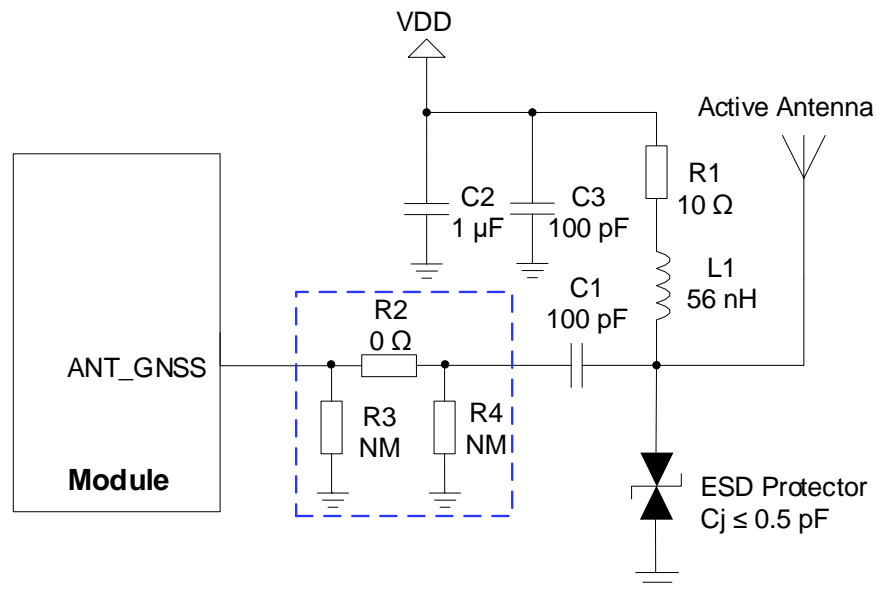 VDD
Active Antenna
R1
10 Ω
C2
1 µF
C3
100 pF
L1
56 nH
C1
100 pF
R2
0 Ω
ANT_GNSS
R3
NM
R4
NM
Module
ESD Protector
Cj ≤ 0.5 pF